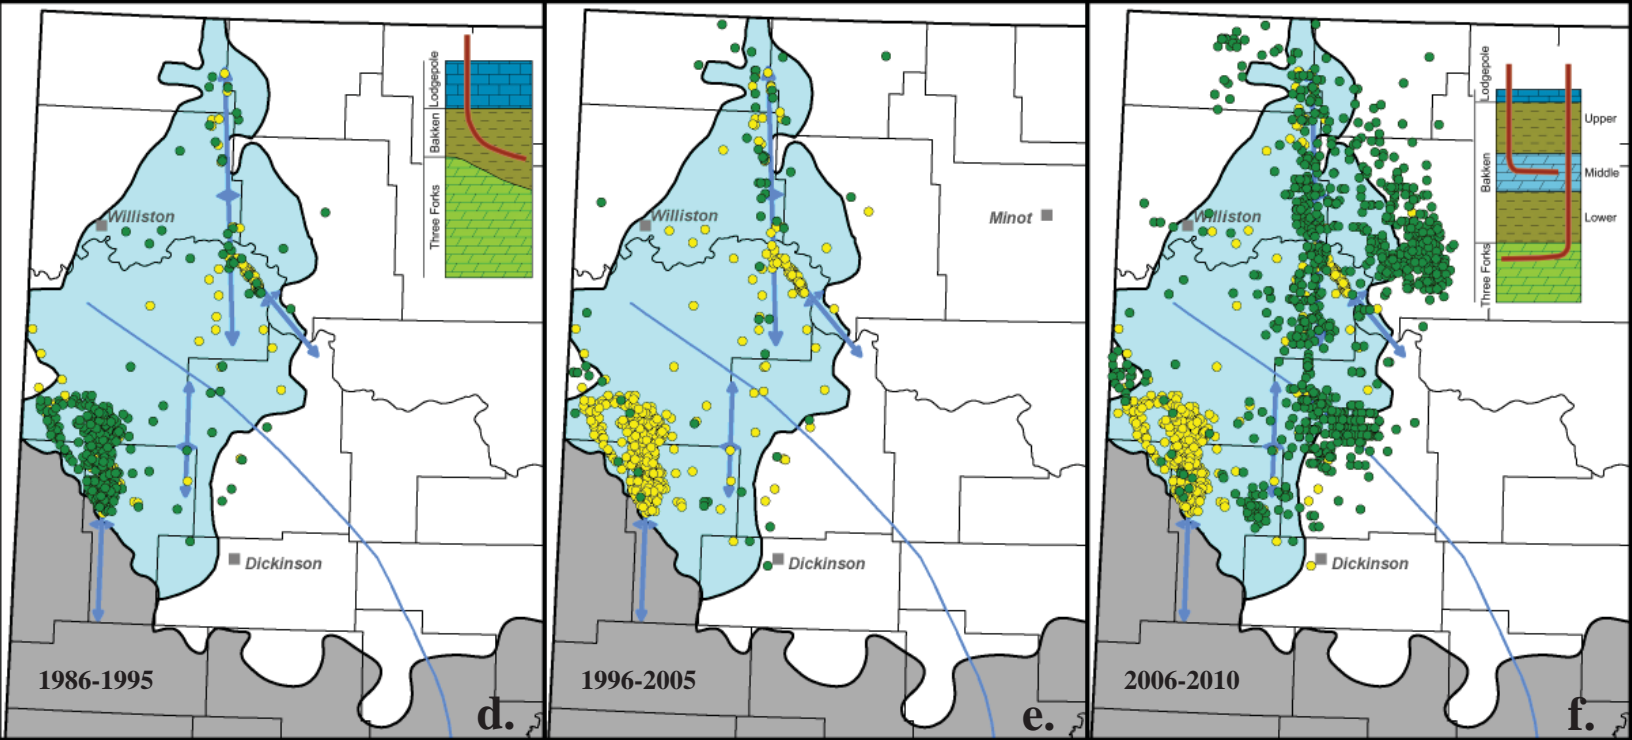 Lodgepole
Bakken
Three Forks
Williston
Dickinson
1986-1995
d.
Williston
Minot
Dickinson
1996-2005
e.
Lodgepole
Bakken
Three Forks
Upper
Middle
Lower
Williston
Dickinson
2006-2010
f.